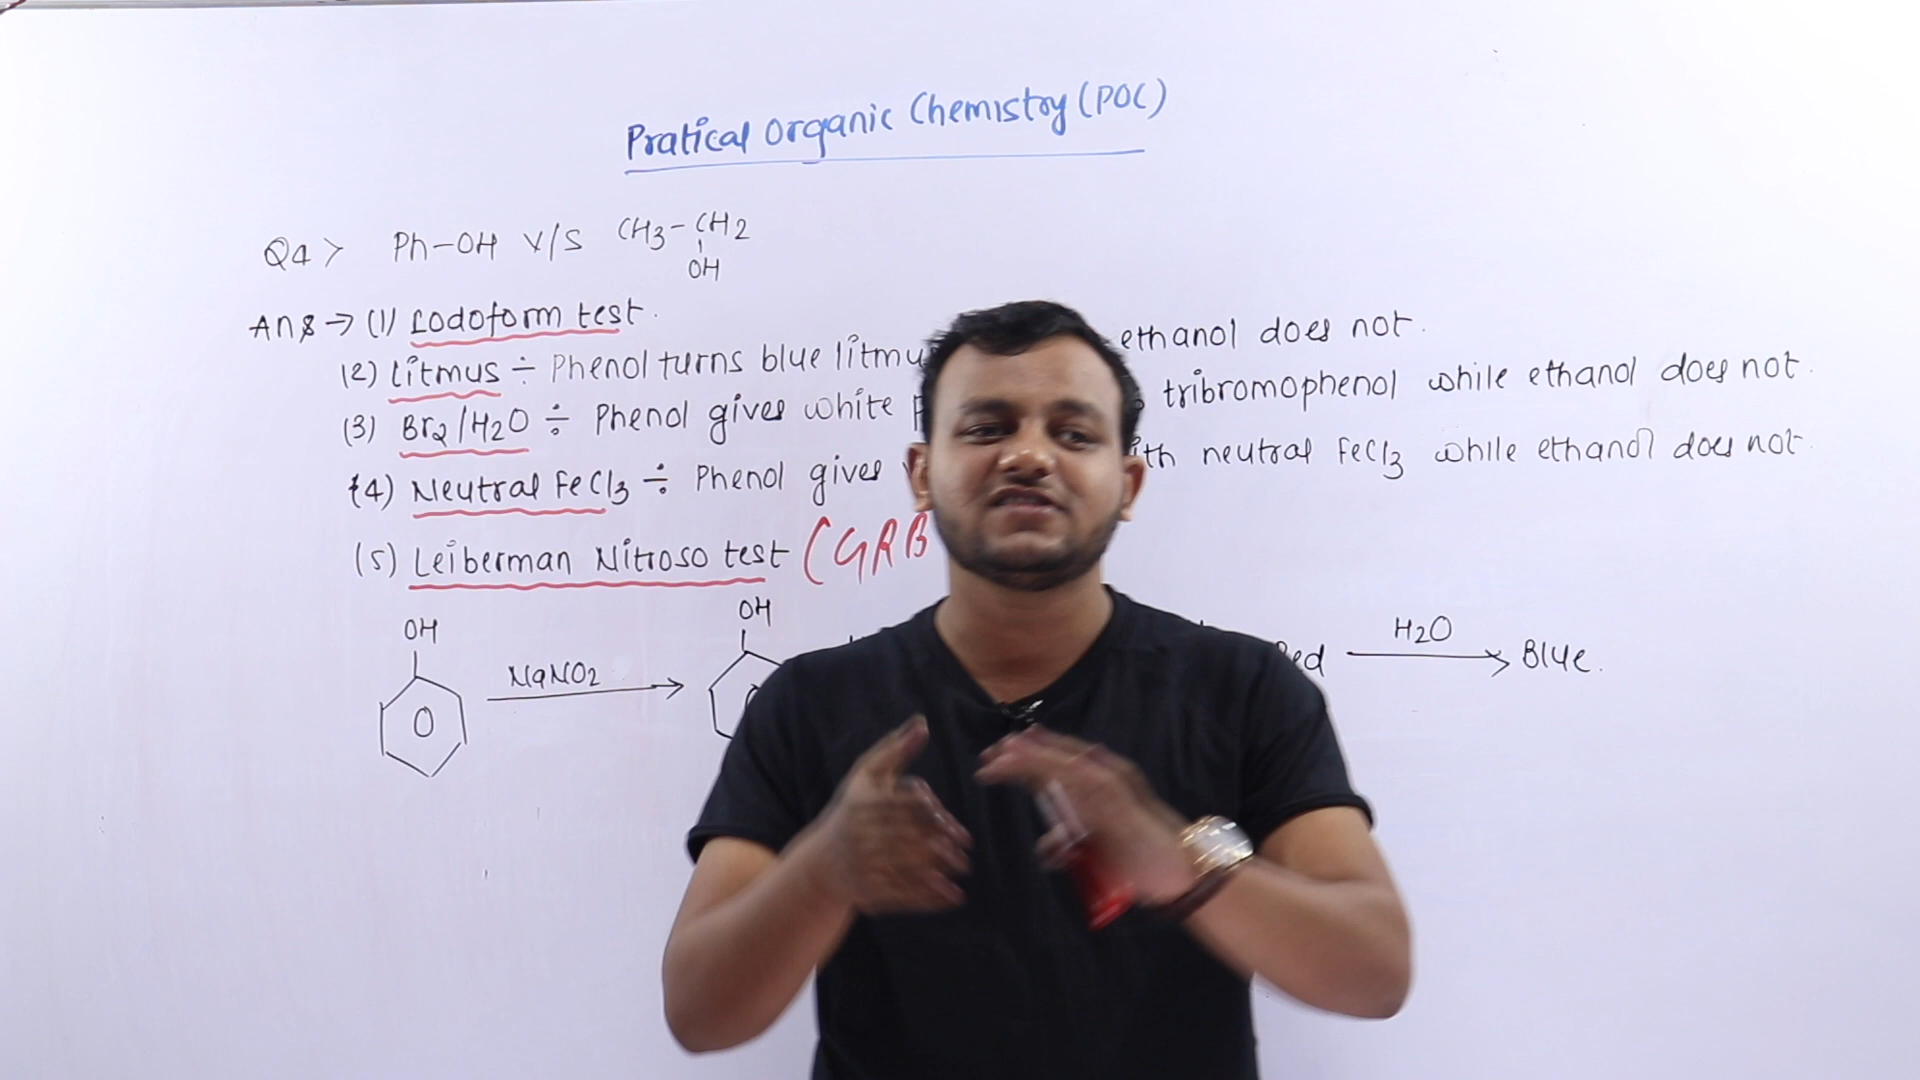 Pratical Organic Chemistry (POC)
Q4 > Ph-OH V/S CH3-CH2
OH
Ans → (1) Iodoform test.
(2) Litmus ÷ Phenol turns blue litmu ethanol does not.
(3) Br2/H2O ÷ Phenol gives white tribromophenol while ethanol does not.
(4) Neutral FeCl3 ÷ Phenol gives ith neutral FeCl3 while ethanol does not.
(5) Leiberman Nitroso test (GRB
OH NaNO2 → OH Red H2O → Blue.